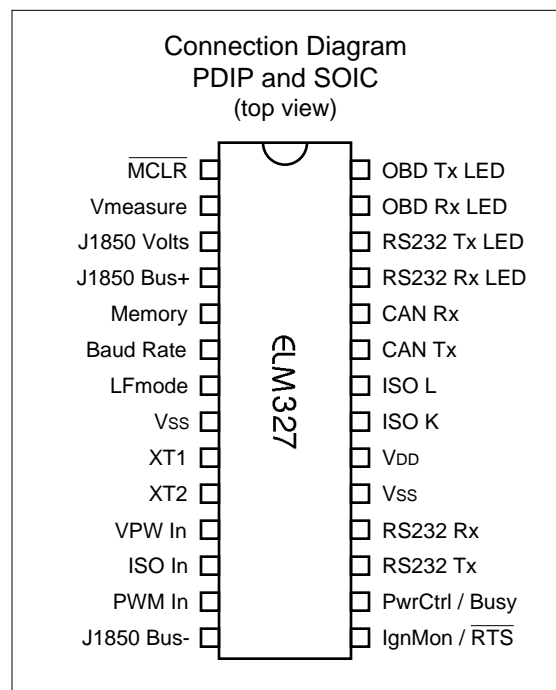 Connection Diagram
PDIP and SOIC
(top view)
MCLR OBD Tx LED
Vmeasure OBD Rx LED
J1850 Volts RS232 Tx LED
J1850 Bus+ RS232 Rx LED
Memory CAN Rx
Baud Rate CAN Tx
LFmode ISO L
VSS ISO K
XT1 VDD
XT2 VSS
VPW In RS232 Rx
ISO In RS232 Tx
PWM In PwrCtrl / Busy
J1850 Bus- IgnMon / RTS
ELM327